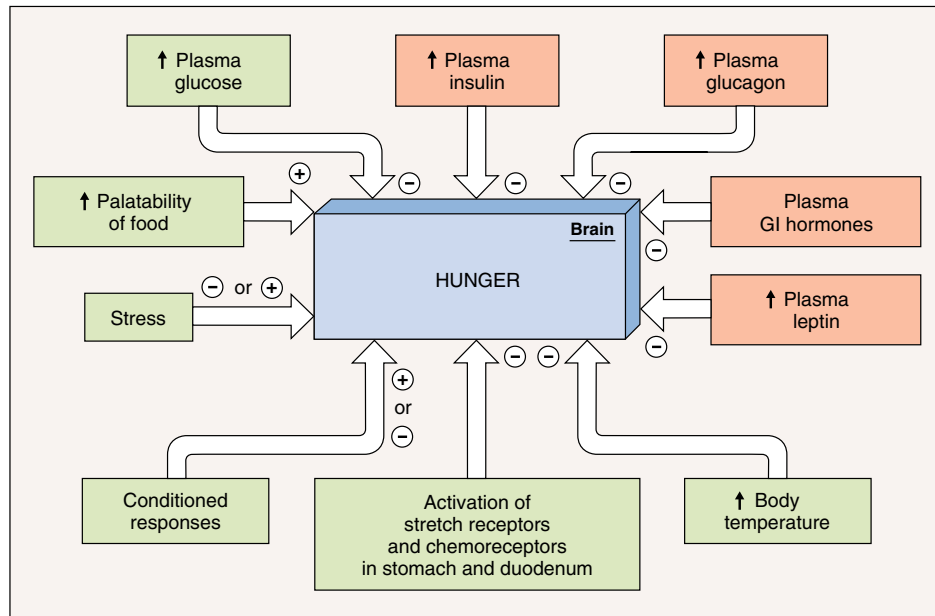 ↑ Plasma
glucose
↑ Plasma
insulin
↑ Plasma
glucagon
+
−
−
−
↑ Palatability
of food
Plasma
GI hormones
Brain
−
HUNGER
− or +
Stress
↑ Plasma
leptin
−
−
−
+
or
−
Conditioned
responses
Activation of
stretch receptors
and chemoreceptors
in stomach and duodenum
↑ Body
temperature